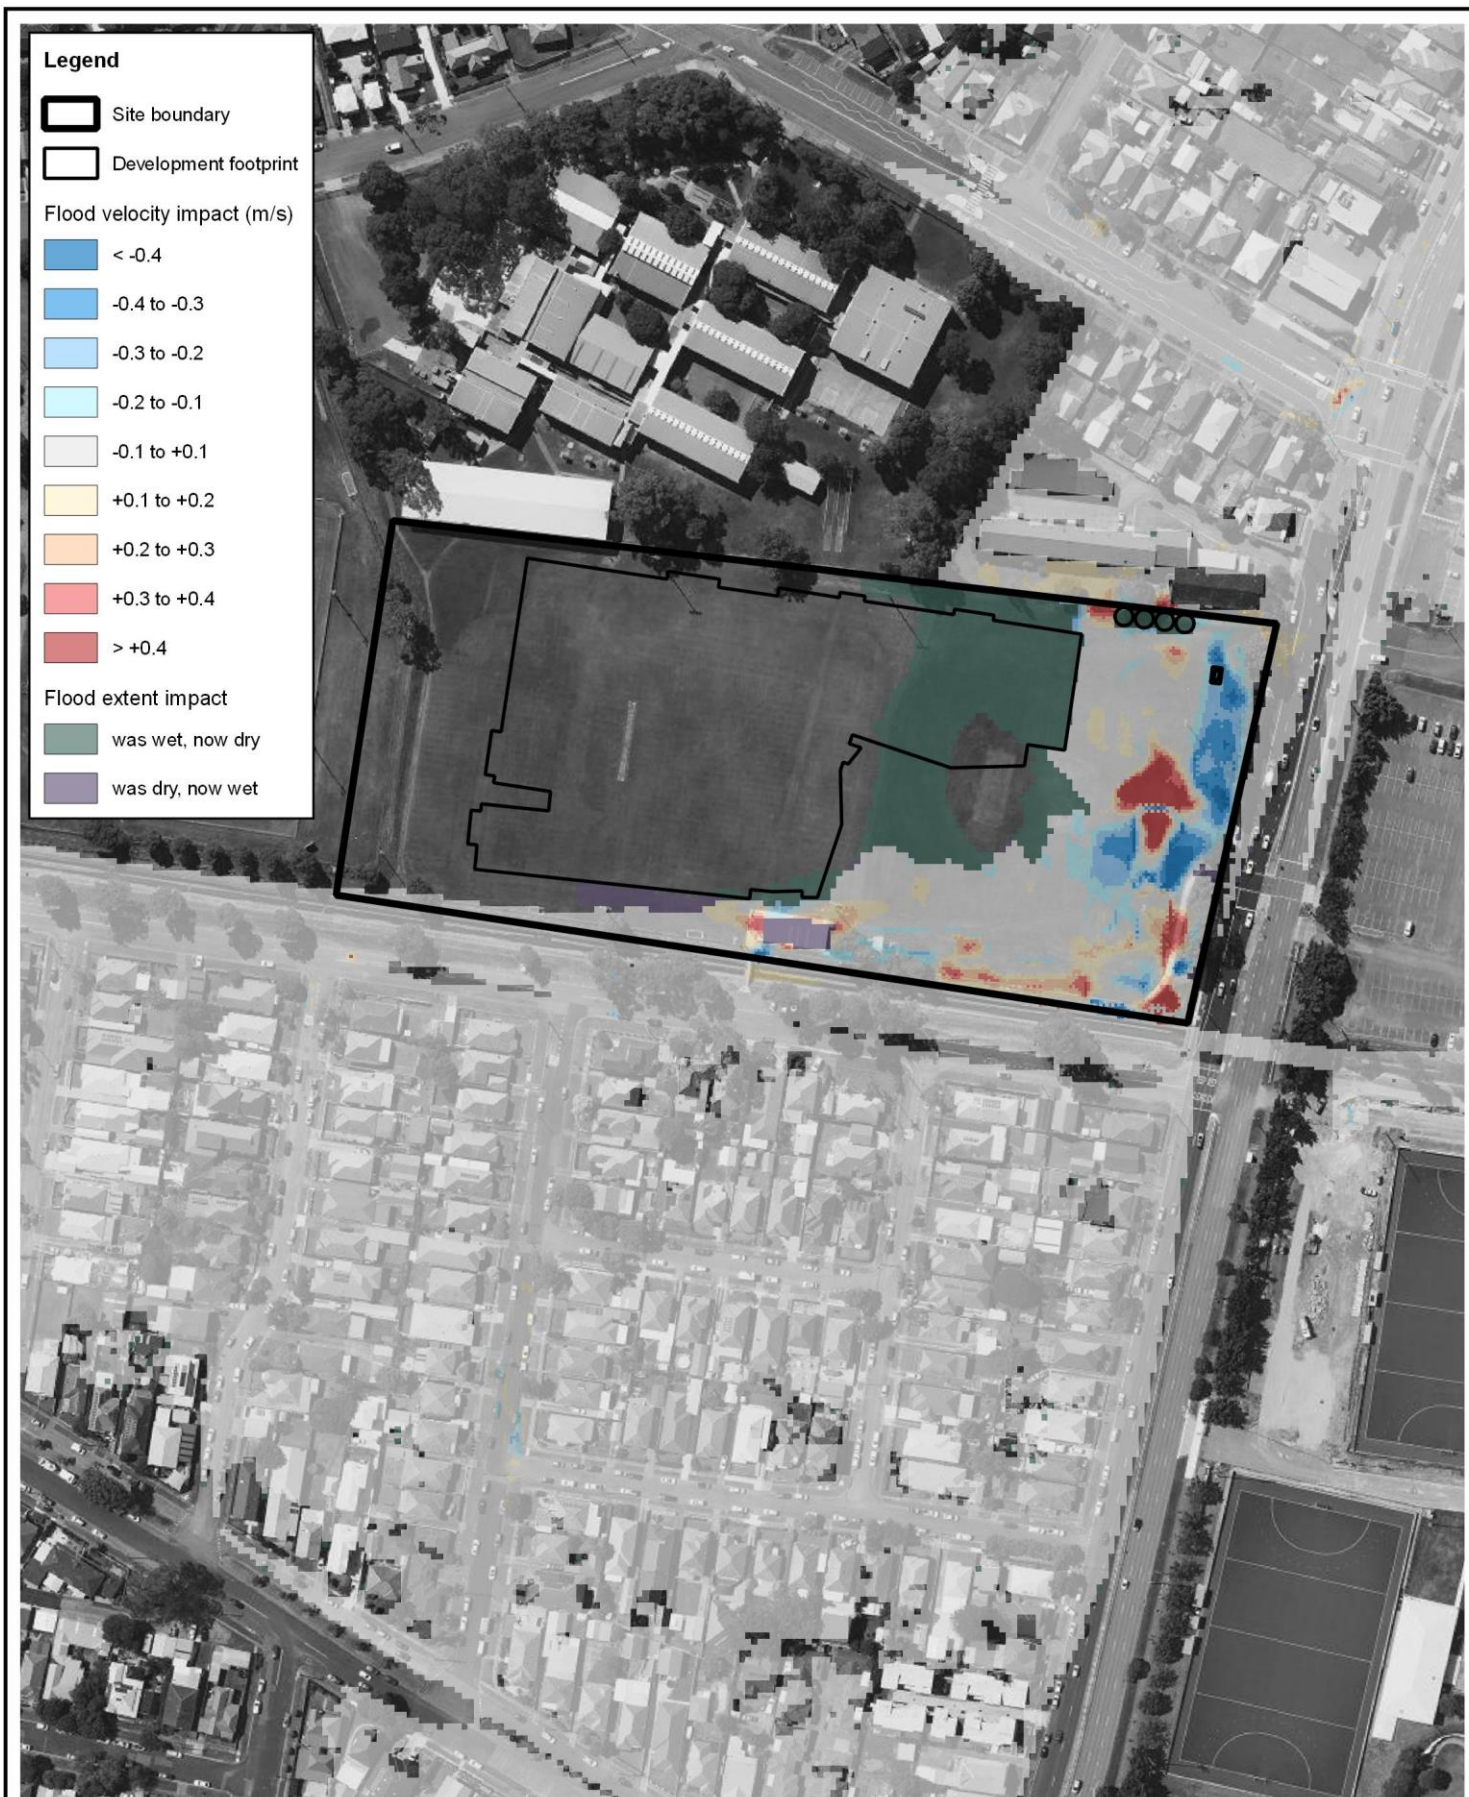 Legend
Site boundary
Development footprint
Flood velocity impact (m/s)
< -0.4
-0.4 to -0.3
-0.3 to -0.2
-0.2 to -0.1
-0.1 to +0.1
+0.1 to +0.2
+0.2 to +0.3
+0.3 to +0.4
> +0.4
Flood extent impact
was wet, now dry
was dry, now wet